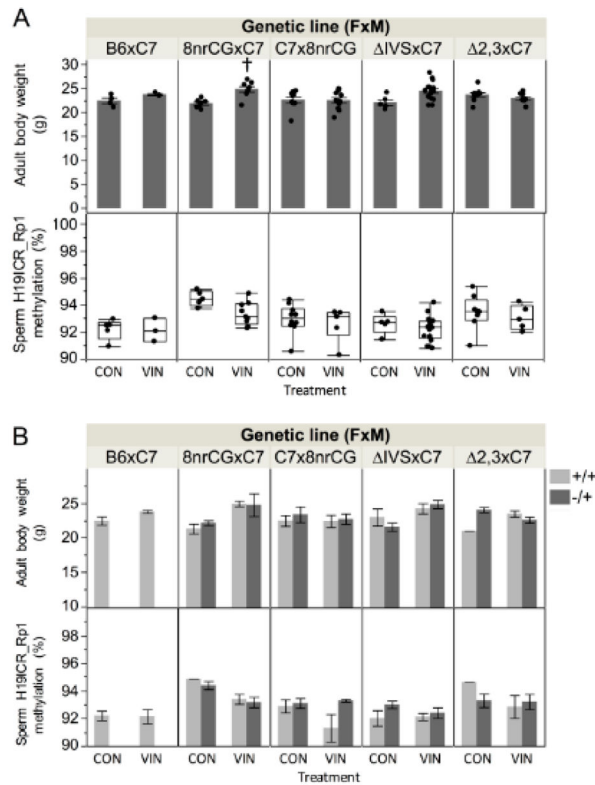 A
Genetic line (FxM)
B6xC7 8nrCGxC7 C7x8nrCG ΔIVSxC7 Δ2,3xC7
Adult body weight
(g)
30
25
20
15
10
5
0
†
Sperm H19ICR_Rp1
methylation (%)
100
98
96
94
92
90
CON VIN CON VIN CON VIN CON VIN CON VIN
Treatment
B
Genetic line (FxM)
B6xC7 8nrCGxC7 C7x8nrCG ΔIVSxC7 Δ2,3xC7
+/+
-/+
Adult body weight
(g)
25
20
15
10
Sperm H19ICR_Rp1
methylation (%)
98
96
94
92
90
CON VIN CON VIN CON VIN CON VIN CON VIN
Treatment